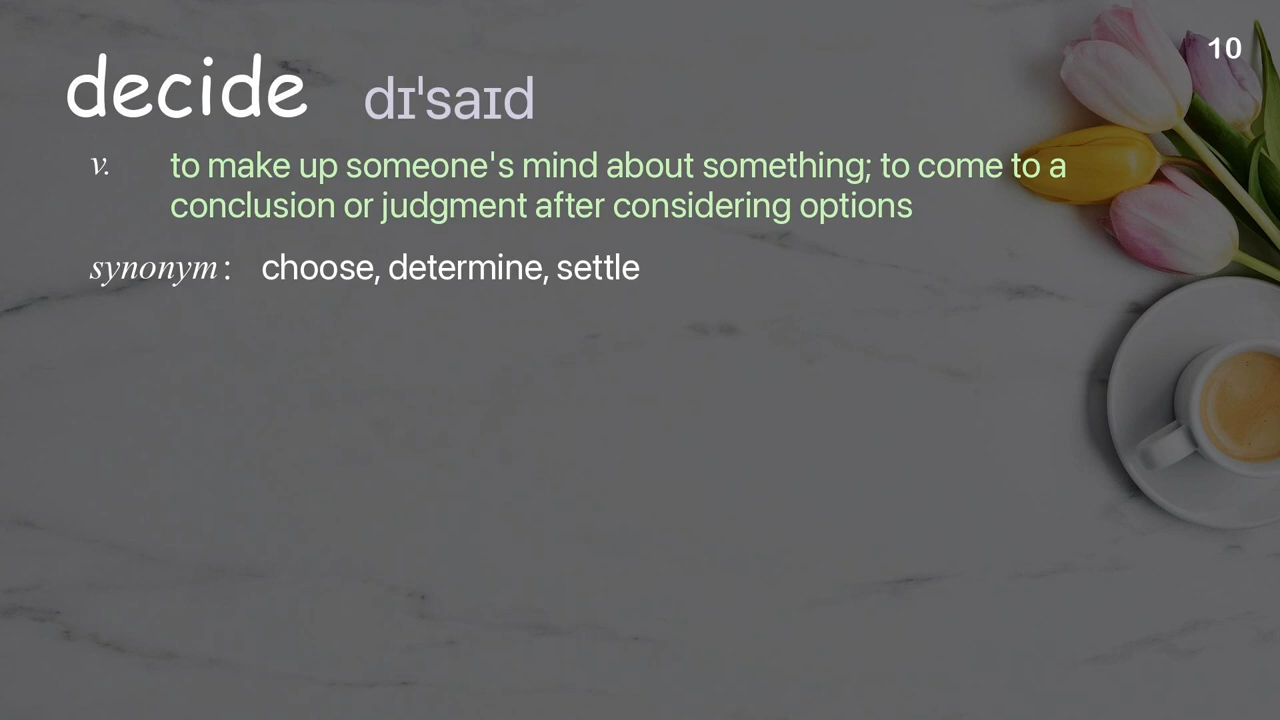 10
decide dɪˈsaɪd
v. to make up someone's mind about something; to come to a
conclusion or judgment after considering options
synonym: choose, determine, settle